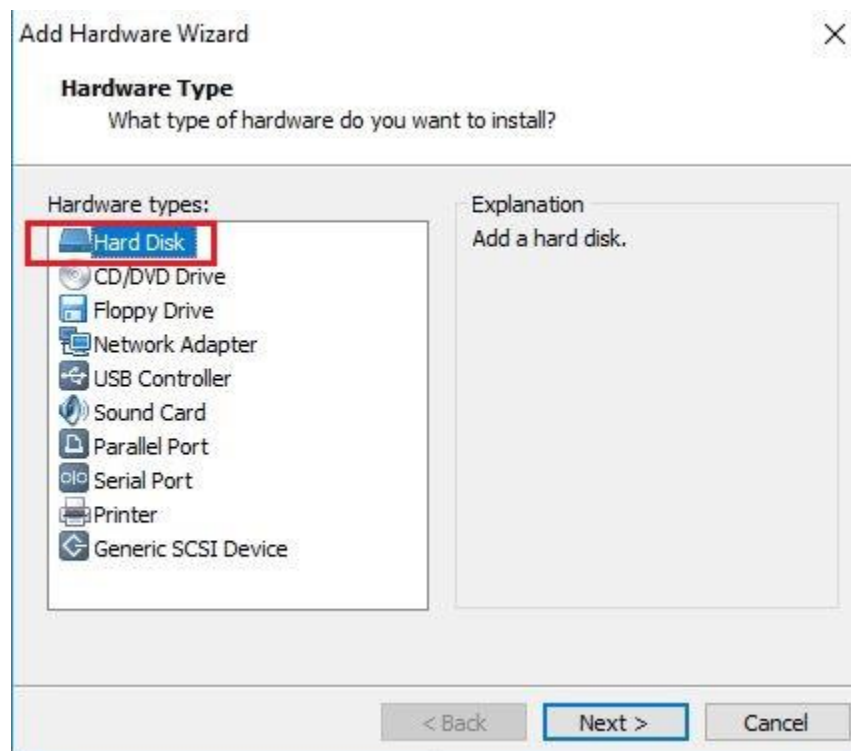 Add Hardware Wizard
Hardware Type
What type of hardware do you want to install?
Hardware types:
Hard Disk
CD/DVD Drive
Floppy Drive
Network Adapter
USB Controller
Sound Card
Parallel Port
Serial Port
Printer
Generic SCSI Device
Explanation
Add a hard disk.
< Back
Next >
Cancel